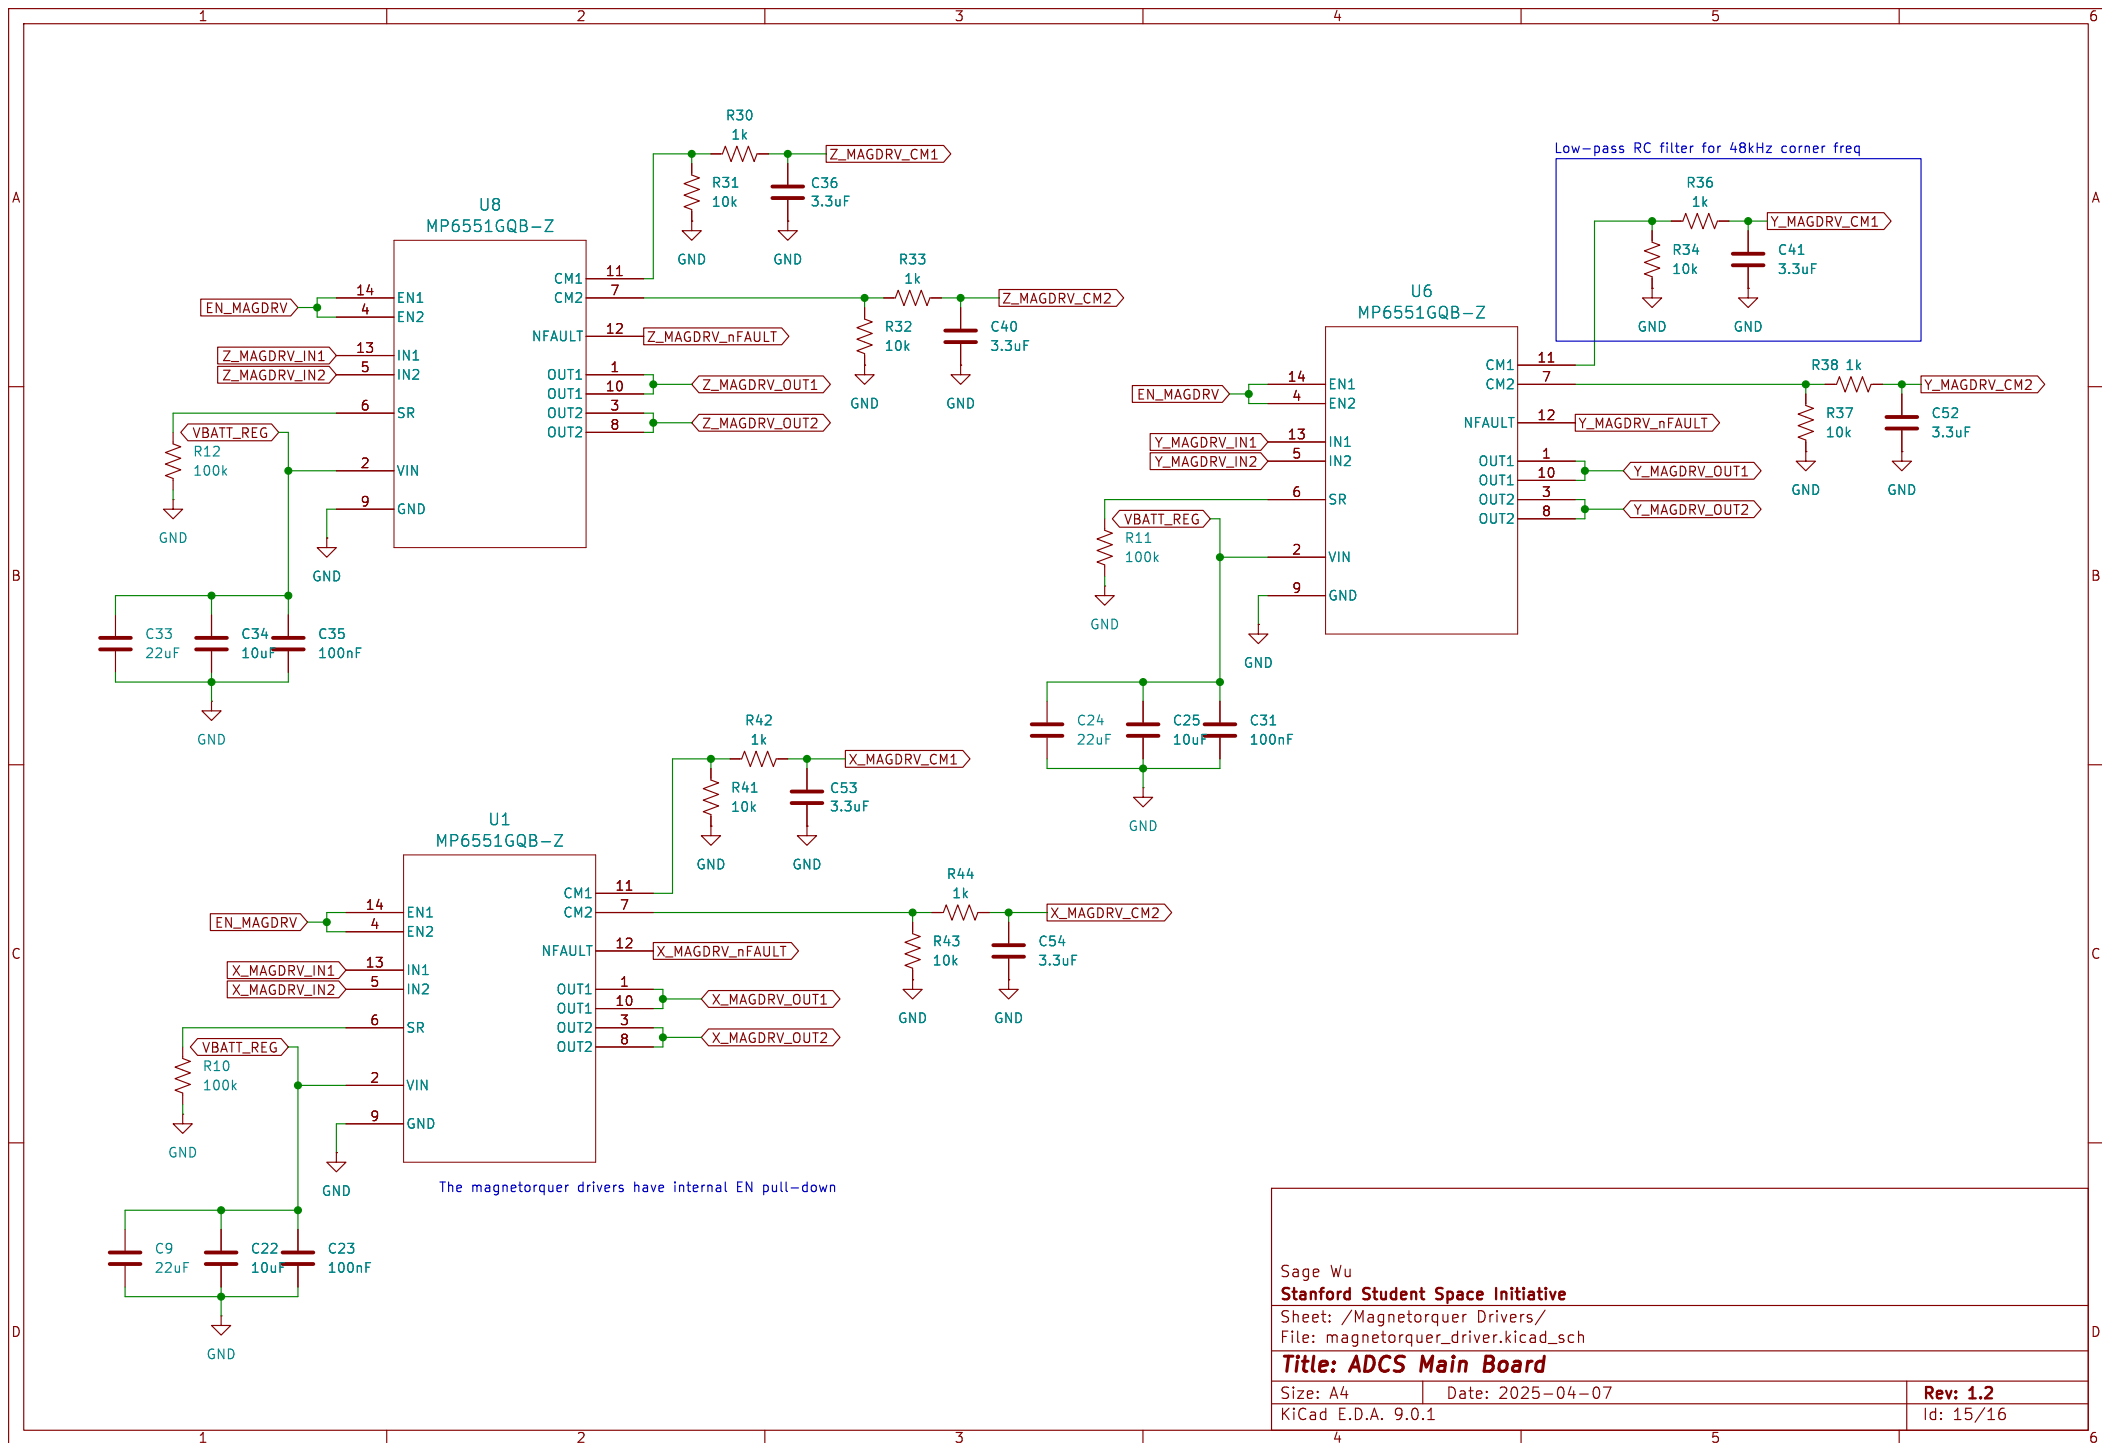 1 2 3 4 5 6
A
B
C
D
R30
1k
Z_MAGDRV_CM1
R31
10k
C36
3.3uF
GND
GND
U8
MP6551GQB-Z
CM1 11
CM2 7
NFAULT 12
OUT1 1
OUT1 10
OUT2 3
OUT2 8
14 EN1
4 EN2
13 IN1
5 IN2
6 SR
2 VIN
9 GND
EN_MAGDRV
Z_MAGDRV_IN1
Z_MAGDRV_IN2
VBATT_REG
R12
100k
GND
GND
Z_MAGDRV_nFAULT
Z_MAGDRV_OUT1
Z_MAGDRV_OUT2
R33
1k
Z_MAGDRV_CM2
R32
10k
C40
3.3uF
GND
GND
C33
22uF
C34
10uF
C35
100nF
GND
Low-pass RC filter for 48kHz corner freq
R36
1k
Y_MAGDRV_CM1
R34
10k
C41
3.3uF
GND
GND
U6
MP6551GQB-Z
CM1 11
CM2 7
NFAULT 12
OUT1 1
OUT1 10
OUT2 3
OUT2 8
14 EN1
4 EN2
13 IN1
5 IN2
6 SR
2 VIN
9 GND
EN_MAGDRV
Y_MAGDRV_IN1
Y_MAGDRV_IN2
VBATT_REG
R11
100k
GND
GND
Y_MAGDRV_nFAULT
Y_MAGDRV_OUT1
Y_MAGDRV_OUT2
R38 1k
Y_MAGDRV_CM2
R37
10k
C52
3.3uF
GND
GND
C24
22uF
C25
10uF
C31
100nF
GND
R42
1k
X_MAGDRV_CM1
R41
10k
C53
3.3uF
GND
GND
U1
MP6551GQB-Z
CM1 11
CM2 7
NFAULT 12
OUT1 1
OUT1 10
OUT2 3
OUT2 8
14 EN1
4 EN2
13 IN1
5 IN2
6 SR
2 VIN
9 GND
EN_MAGDRV
X_MAGDRV_IN1
X_MAGDRV_IN2
VBATT_REG
R10
100k
GND
GND
X_MAGDRV_nFAULT
X_MAGDRV_OUT1
X_MAGDRV_OUT2
R44
1k
X_MAGDRV_CM2
R43
10k
C54
3.3uF
GND
GND
The magnetorquer drivers have internal EN pull-down
C9
22uF
C22
10uF
C23
100nF
GND
Sage Wu
Stanford Student Space Initiative
Sheet: /Magnetorquer Drivers/
File: magnetorquer_driver.kicad_sch
Title: ADCS Main Board
Size: A4 Date: 2025-04-07 Rev: 1.2
KiCad E.D.A. 9.0.1 Id: 15/16
A
B
C
D
1 2 3 4 5 6